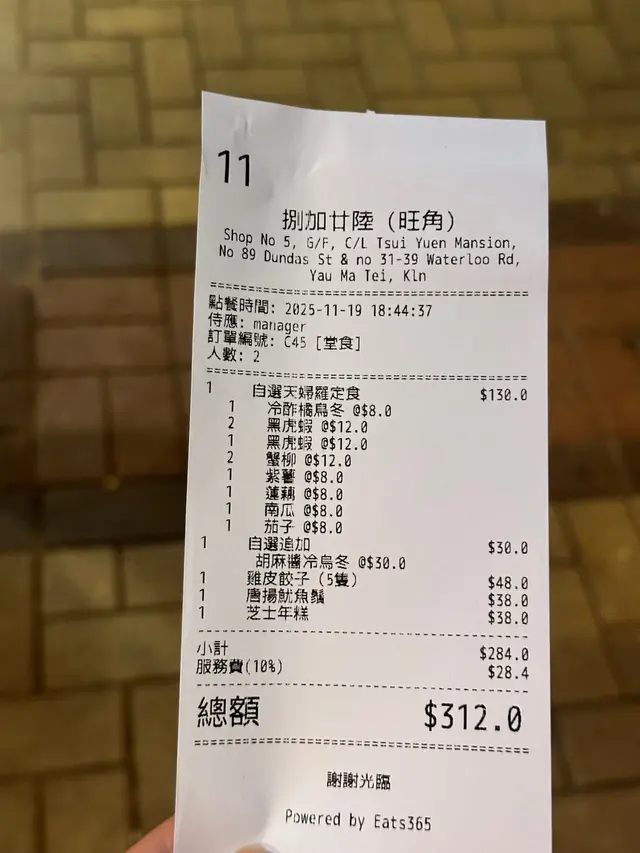 11
捌加廿陸 (旺角)
Shop No 5, G/F, C/L Tsui Yuen Mansion,
No 89 Dundas St & no 31-39 Waterloo Rd,
Yau Ma Tei, Kln
點餐時間: 2025-11-19 18:44:37
侍應: manager
訂單編號: C45 [堂食]
人數: 2
1 自選天婦羅定食 $130.0
1 冷酢橘烏冬 @$8.0
2 黑虎蝦 @$12.0
1 黑虎蝦 @$12.0
2 蟹柳 @$12.0
1 紫薯 @$8.0
1 蓮藕 @$8.0
1 南瓜 @$8.0
1 茄子 @$8.0
1 自選追加 $30.0
胡麻醬冷烏冬 @$30.0
1 雞皮餃子 (5隻) $48.0
1 唐揚魷魚鬚 $38.0
1 芝士年糕 $38.0
小計 $284.0
服務費(10%) $28.4
總額 $312.0
謝謝光臨
Powered by Eats365